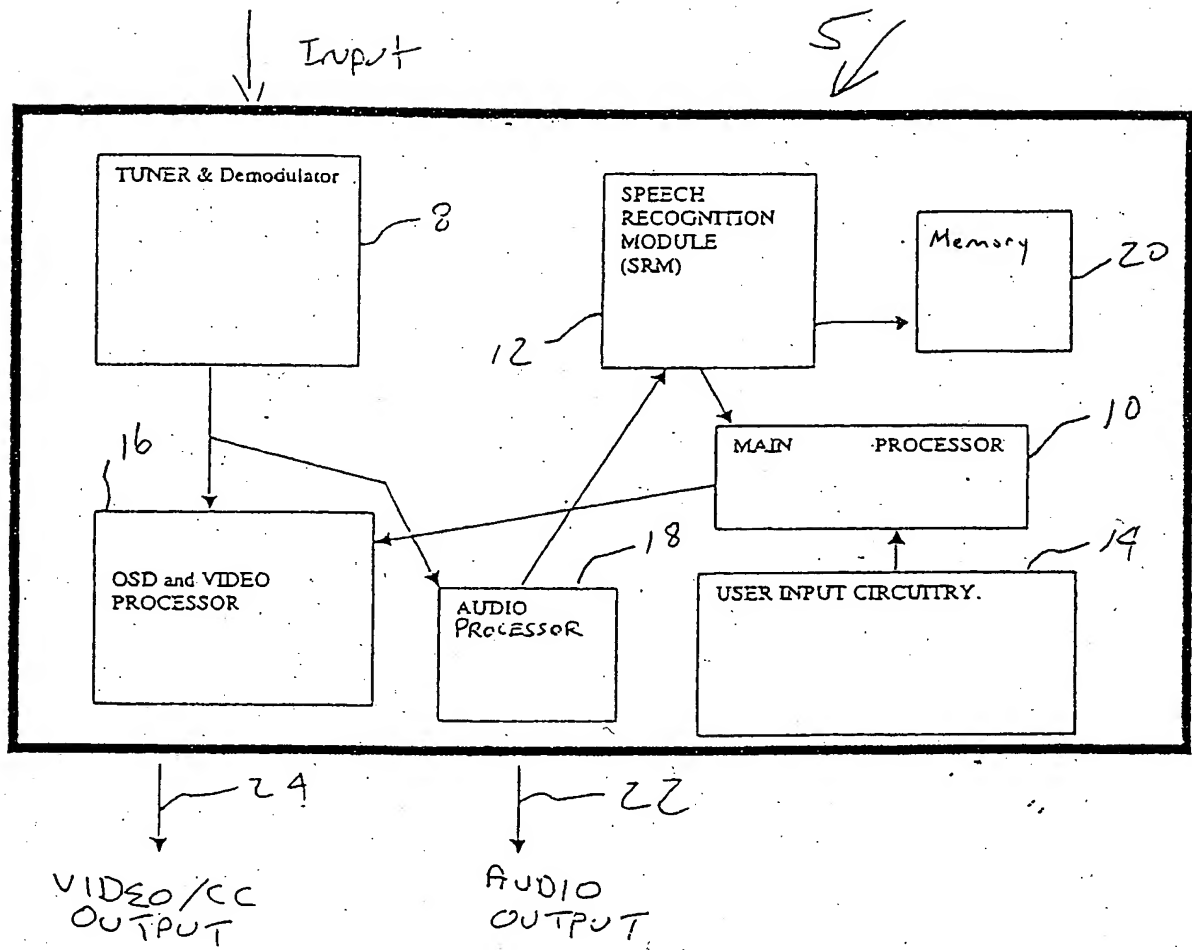 Input
5
TUNER & Demodulator
8
SPEECH
RECOGNITION
MODULE
(SRM)
Memory
20
12
10
MAIN PROCESSOR
16
18
14
OSD and VIDEO
PROCESSOR
AUDIO
PROCESSOR
USER INPUT CIRCUITRY.
24
22
VIDEO/CC
OUTPUT
AUDIO
OUTPUT